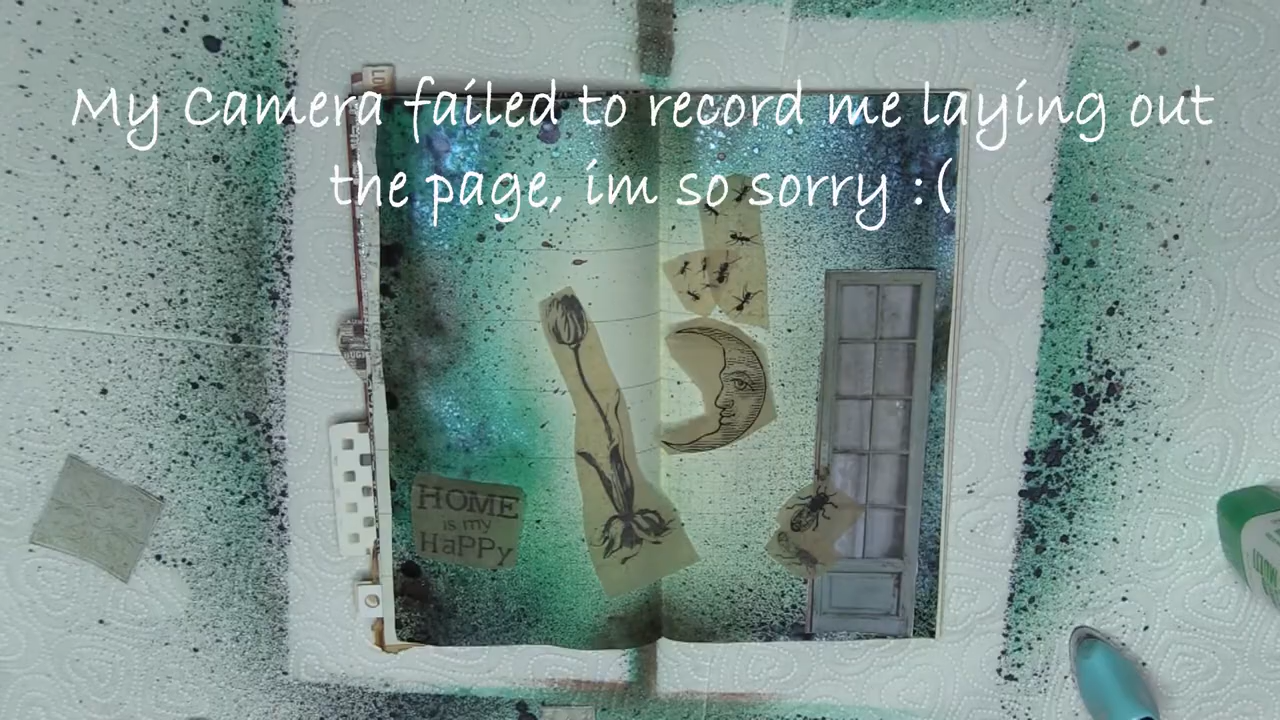 My Camera failed to record me laying out
the page, im so sorry :(
HOME
is my
HaPPy